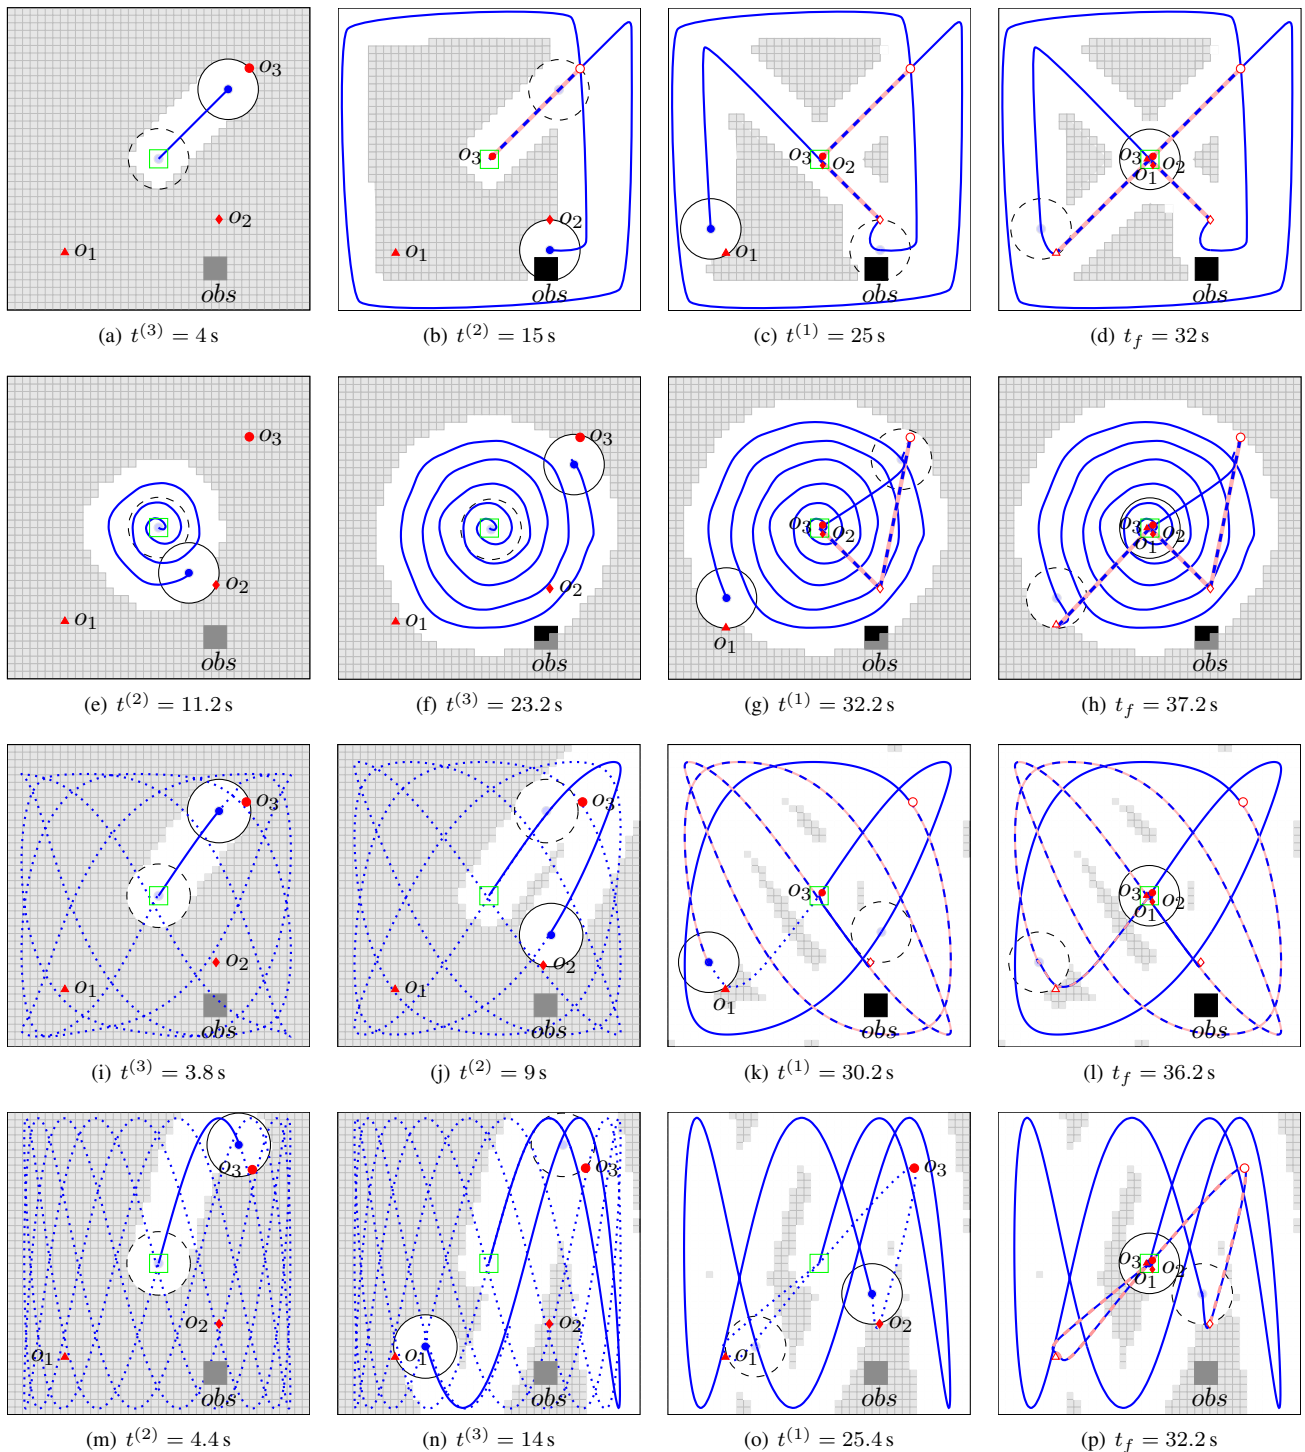 o₃
o₂
o₁
obs
o₃
o₂
o₁
obs
o₃
o₂
o₁
obs
o₃
o₂
o₁
obs
(a) t⁽³⁾ = 4 s
(b) t⁽²⁾ = 15 s
(c) t⁽¹⁾ = 25 s
(d) t_f = 32 s
o₃
o₂
o₁
obs
o₃
o₂
o₁
obs
o₃
o₂
o₁
obs
o₃
o₂
o₁
obs
(e) t⁽²⁾ = 11.2 s
(f) t⁽³⁾ = 23.2 s
(g) t⁽¹⁾ = 32.2 s
(h) t_f = 37.2 s
o₃
o₂
o₁
obs
o₃
o₂
o₁
obs
o₃
o₁
obs
o₃
o₂
o₁
obs
(i) t⁽³⁾ = 3.8 s
(j) t⁽²⁾ = 9 s
(k) t⁽¹⁾ = 30.2 s
(l) t_f = 36.2 s
o₃
o₂
o₁
obs
o₃
o₂
o₁
obs
o₃
o₂
o₁
obs
o₃
o₂
o₁
obs
(m) t⁽²⁾ = 4.4 s
(n) t⁽³⁾ = 14 s
(o) t⁽¹⁾ = 25.4 s
(p) t_f = 32.2 s